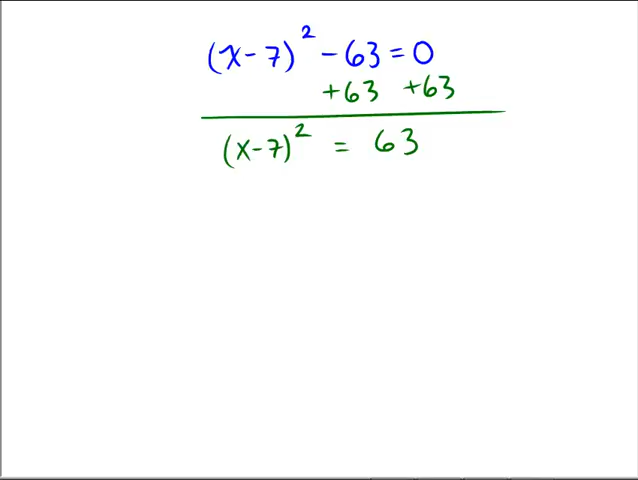 (x-7)² - 63 = 0
+63 +63
(x-7)² = 63